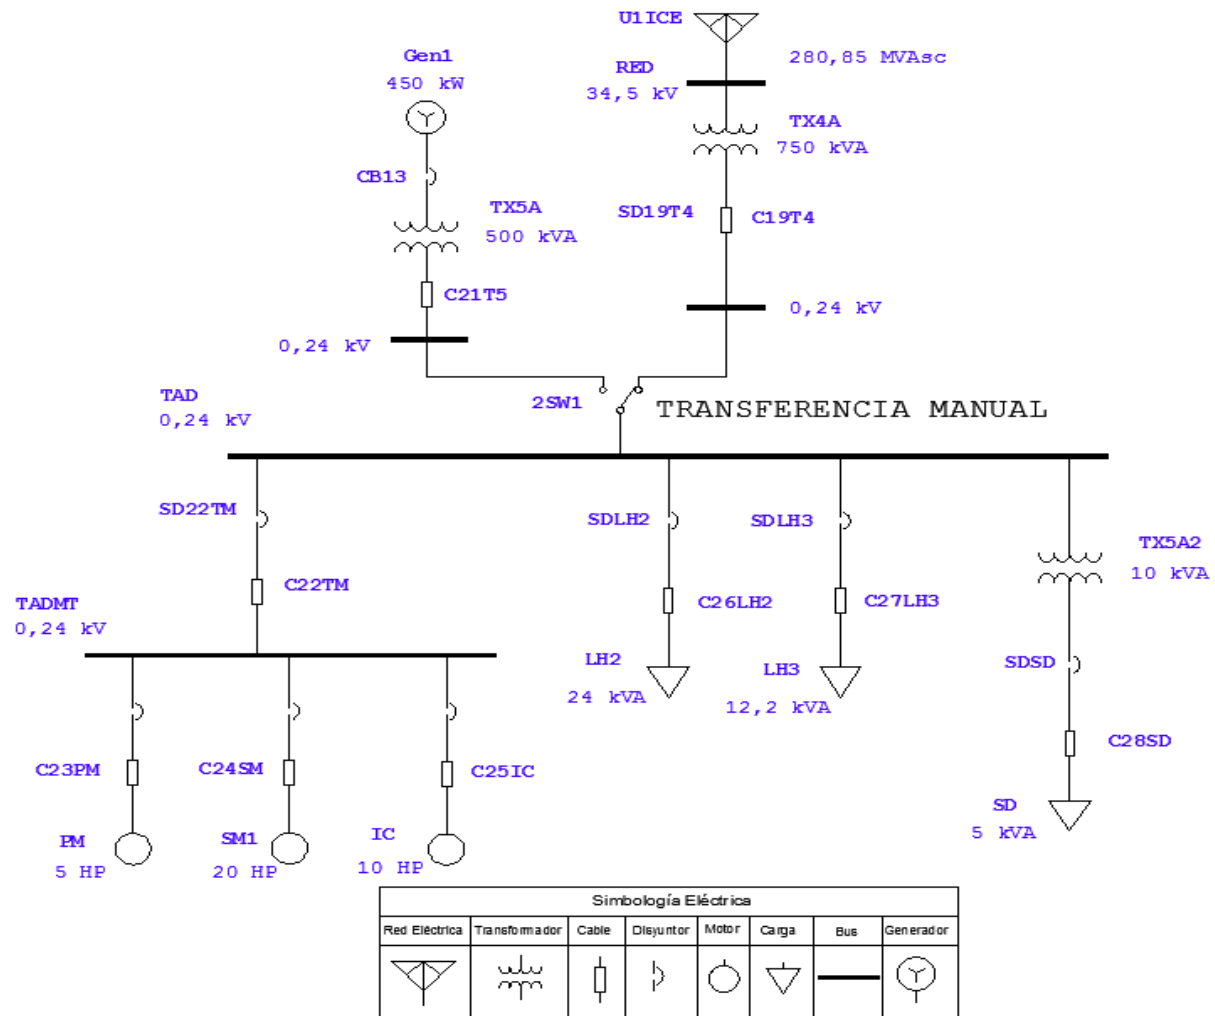 U1ICE
280,85 MVAsc
RED
34,5 kV
Gen1
450 kW
TX4A
750 kVA
CB13
TX5A
500 kVA
SD19T4
C19T4
C21T5
0,24 kV
0,24 kV
2SW1
TRANSFERENCIA MANUAL
TAD
0,24 kV
SD22TM
SDLH2
SDLH3
TX5A2
10 kVA
C22TM
C26LH2
C27LH3
TADMT
0,24 kV
LH2
24 kVA
LH3
12,2 kVA
SDSD
C28SD
C23PM
C24SM
C25IC
SD
5 kVA
PM
5 HP
SM1
20 HP
IC
10 HP
Simbología Eléctrica
Red Eléctrica Transformador Cable Disyuntor Motor Carga Bus Generador